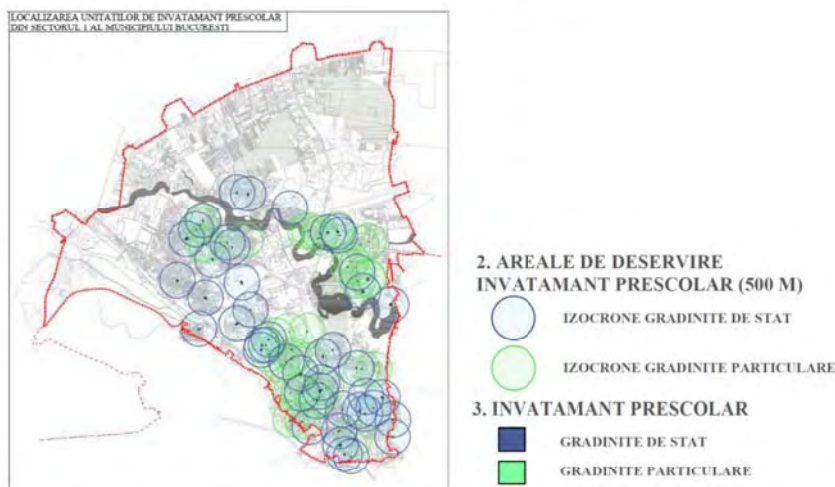 LOCALIZAREA UNITATILOR DE INVATAMANT PRESCOLAR
DIN SECTORUL 1 AL MUNICIPIULUI BUCURESTI
2. AREALE DE DESERVIRE
INVATAMANT PRESCOLAR (500 M)
IZOCRONE GRADINITE DE STAT
IZOCRONE GRADINITE PARTICULARE
3. INVATAMANT PRESCOLAR
GRADINITE DE STAT
GRADINITE PARTICULARE